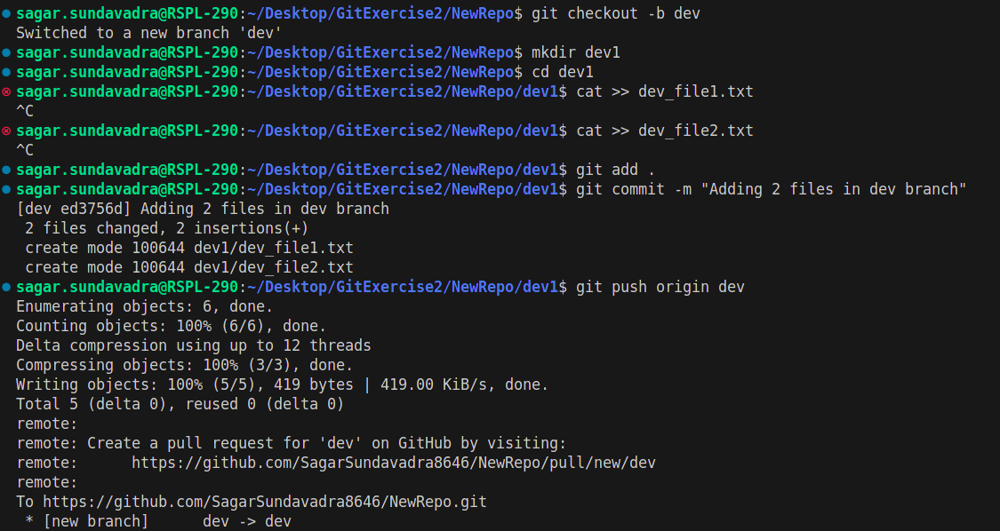 sagar.sundavadra@RSPL-290:~/Desktop/GitExercise2/NewRepo$ git checkout -b dev
Switched to a new branch 'dev'
sagar.sundavadra@RSPL-290:~/Desktop/GitExercise2/NewRepo$ mkdir dev1
sagar.sundavadra@RSPL-290:~/Desktop/GitExercise2/NewRepo$ cd dev1
sagar.sundavadra@RSPL-290:~/Desktop/GitExercise2/NewRepo/dev1$ cat >> dev_file1.txt
^C
sagar.sundavadra@RSPL-290:~/Desktop/GitExercise2/NewRepo/dev1$ cat >> dev_file2.txt
^C
sagar.sundavadra@RSPL-290:~/Desktop/GitExercise2/NewRepo/dev1$ git add .
sagar.sundavadra@RSPL-290:~/Desktop/GitExercise2/NewRepo/dev1$ git commit -m "Adding 2 files in dev branch"
[dev ed3756d] Adding 2 files in dev branch
 2 files changed, 2 insertions(+)
 create mode 100644 dev1/dev_file1.txt
 create mode 100644 dev1/dev_file2.txt
sagar.sundavadra@RSPL-290:~/Desktop/GitExercise2/NewRepo/dev1$ git push origin dev
Enumerating objects: 6, done.
Counting objects: 100% (6/6), done.
Delta compression using up to 12 threads
Compressing objects: 100% (3/3), done.
Writing objects: 100% (5/5), 419 bytes | 419.00 KiB/s, done.
Total 5 (delta 0), reused 0 (delta 0)
remote:
remote: Create a pull request for 'dev' on GitHub by visiting:
remote:      https://github.com/SagarSundavadra8646/NewRepo/pull/new/dev
remote:
To https://github.com/SagarSundavadra8646/NewRepo.git
 * [new branch]      dev -> dev